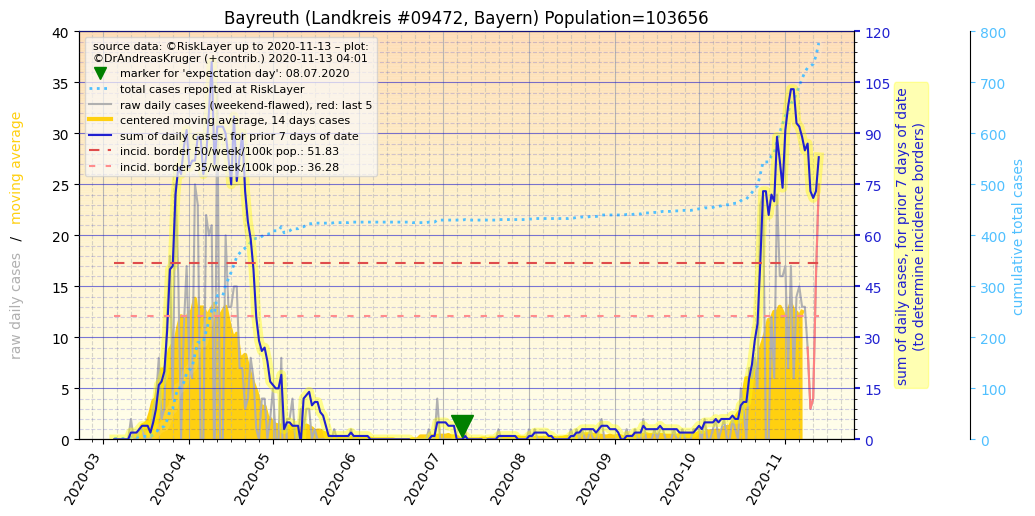 Bayreuth (Landkreis #09472, Bayern) Population=103656
source data: ©RiskLayer up to 2020-11-13 – plot:
©DrAndreasKruger (+contrib.) 2020-11-13 04:01
marker for 'expectation day': 08.07.2020
total cases reported at RiskLayer
raw daily cases (weekend-flawed), red: last 5
centered moving average, 14 days cases
sum of daily cases, for prior 7 days of date
incid. border 50/week/100k pop.: 51.83
incid. border 35/week/100k pop.: 36.28
raw daily cases / moving average
40
35
30
25
20
15
10
5
0
120
105
90
75
60
45
30
15
0
sum of daily cases, for prior 7 days of date
(to determine incidence borders)
800
700
600
500
400
300
200
100
0
cumulative total cases
2020-03
2020-04
2020-05
2020-06
2020-07
2020-08
2020-09
2020-10
2020-11